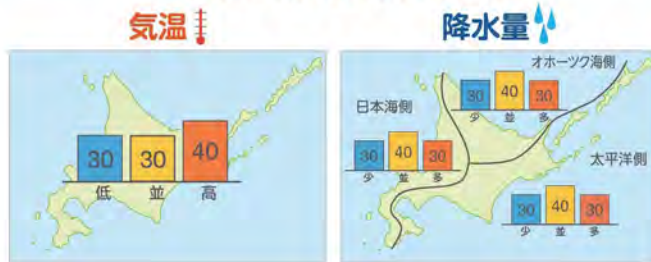 気温
降水量
30 30 40
低 並 高
オホーツク海側
30 40 30
少 並 多
日本海側
30 40 30
少 並 多
太平洋側
30 40 30
少 並 多